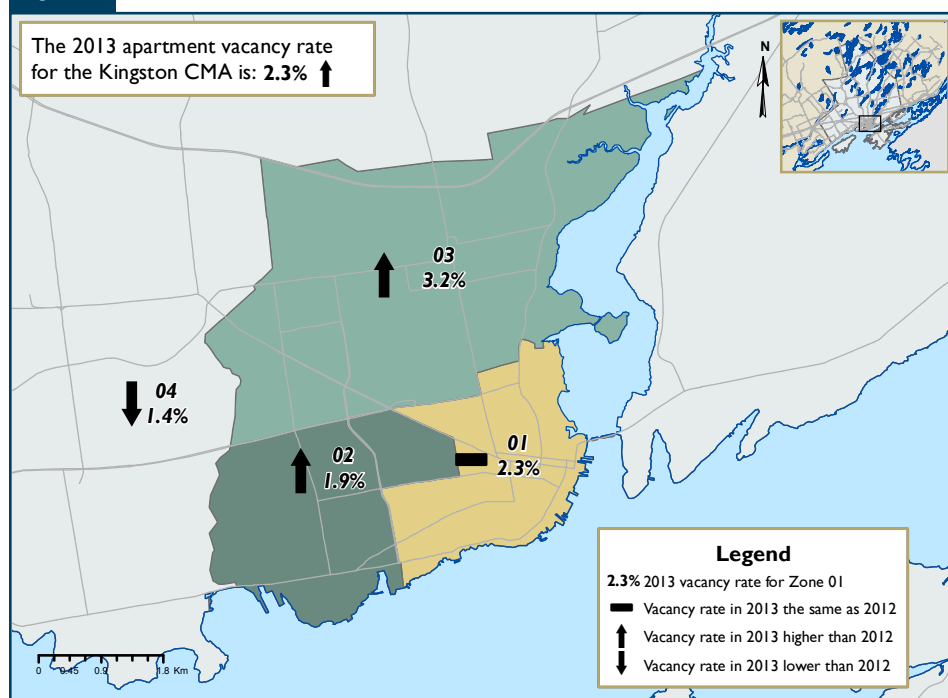 The 2013 apartment vacancy rate
for the Kingston CMA is: 2.3%
N
03
3.2%
04
1.4%
02
1.9%
01
2.3%
Legend
2.3% 2013 vacancy rate for Zone 01
Vacancy rate in 2013 the same as 2012
Vacancy rate in 2013 higher than 2012
Vacancy rate in 2013 lower than 2012
0 0.45 0.9 1.8 Km